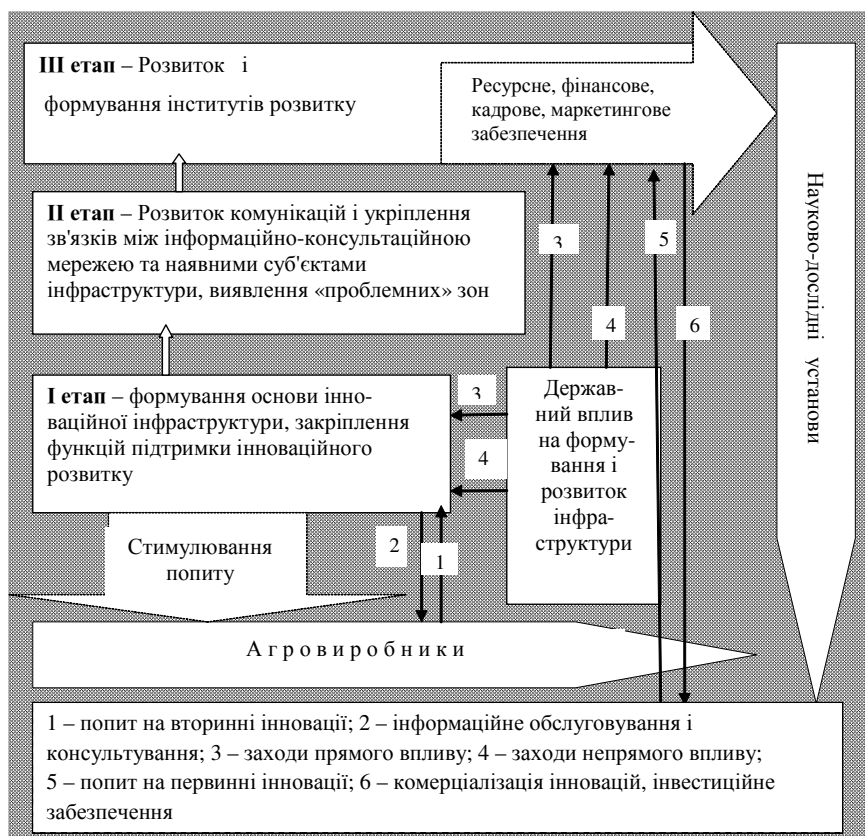 III етап – Розвиток і
формування інститутів розвитку
Ресурсне, фінансове,
кадрове, маркетингове
забезпечення
Науково-дослідні установи
II етап – Розвиток комунікацій і укріплення
зв'язків між інформаційно-консультаційною
мережею та наявними суб'єктами
інфраструктури, виявлення «проблемних» зон
3
5
4
6
I етап – формування основи інно-
ваційної інфраструктури, закріплення
функцій підтримки інноваційного
розвитку
3
4
Держав-
ний вплив
на форму-
вання і
розвиток
інфра-
структури
Стимулювання
попиту
2
1
Агровиробники
1 – попит на вторинні інновації; 2 – інформаційне обслуговування і
консультування; 3 – заходи прямого впливу; 4 – заходи непрямого впливу;
5 – попит на первинні інновації; 6 – комерціалізація інновацій, інвестиційне
забезпечення